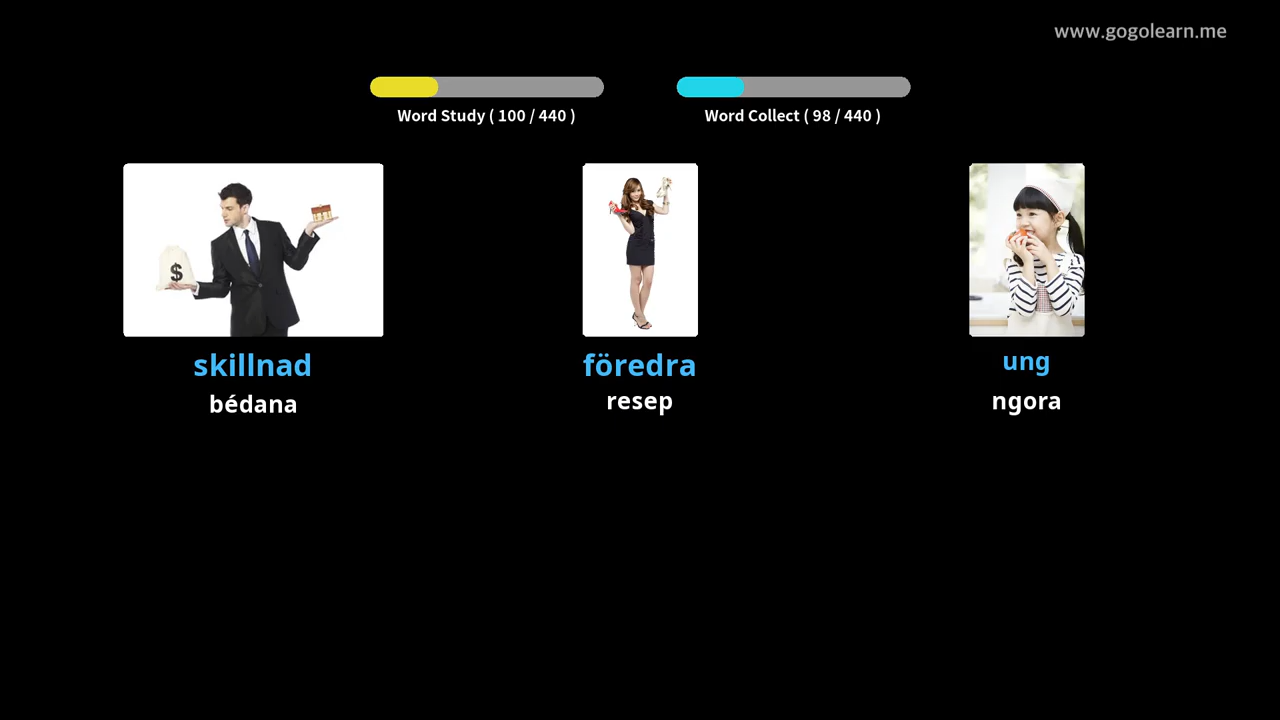 www.gogolearn.me
Word Study ( 100 / 440 )
Word Collect ( 98 / 440 )
$
skillnad
föredra
ung
bédana
resep
ngora